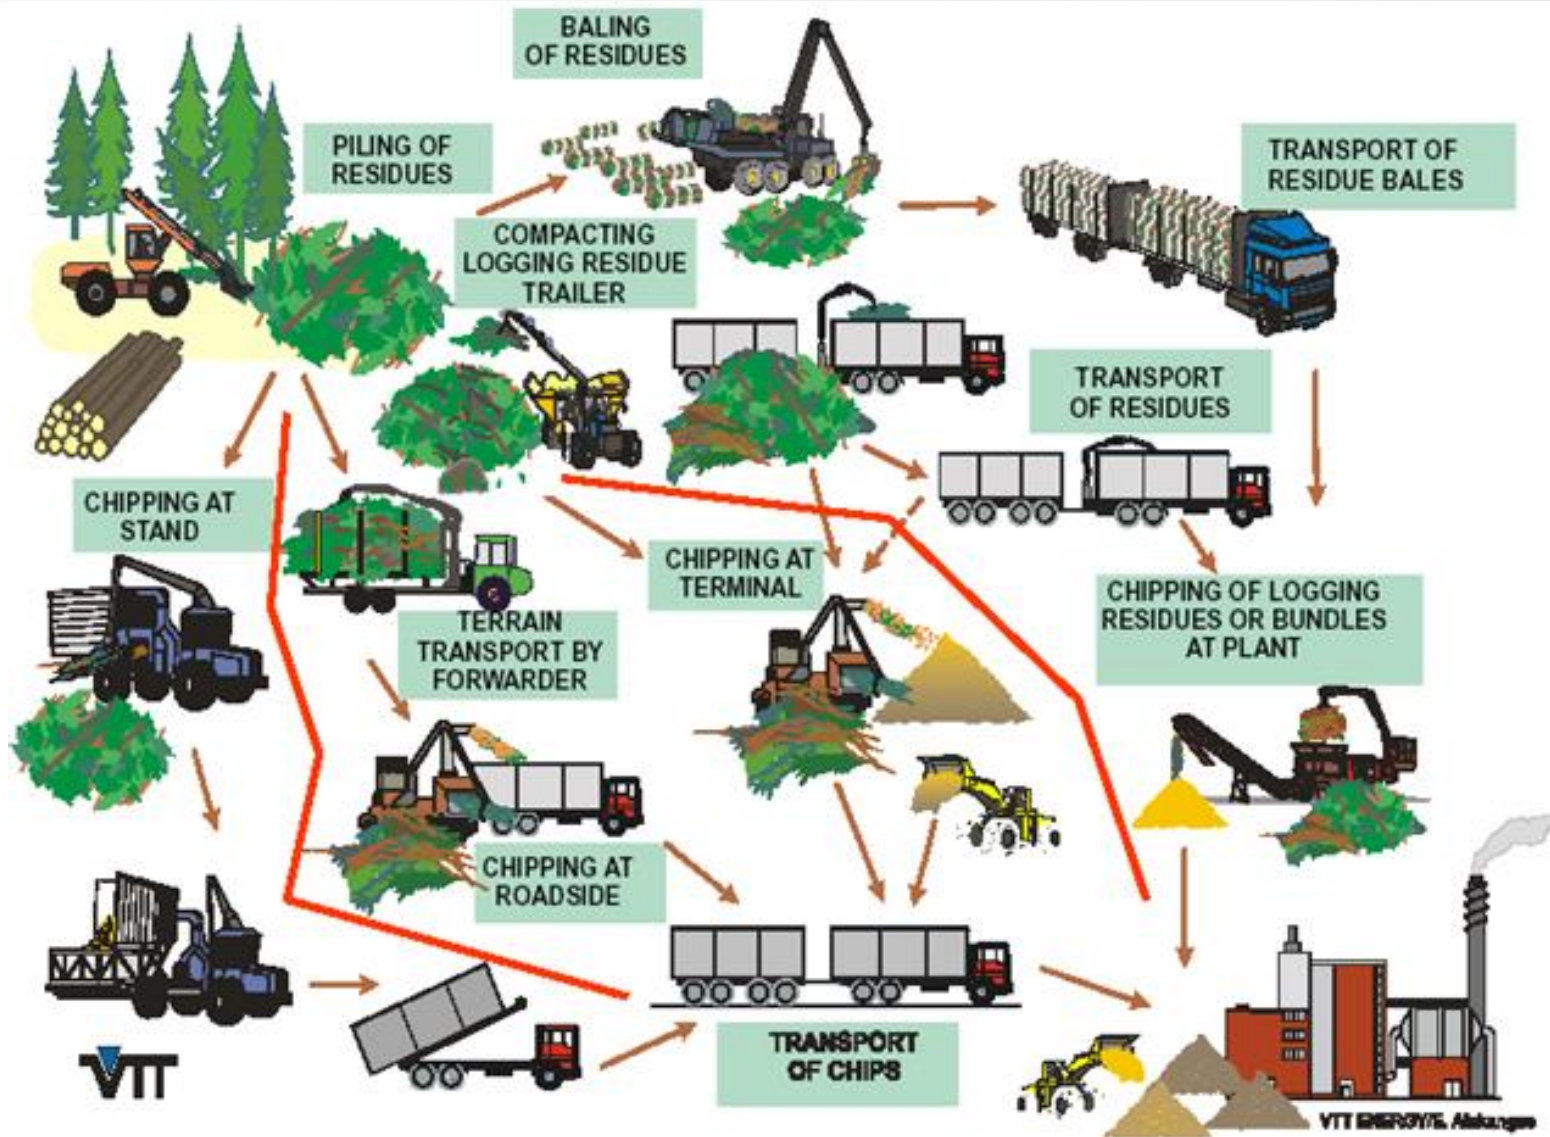 BALING
OF RESIDUES
PILING OF
RESIDUES
TRANSPORT OF
RESIDUE BALES
COMPACTING
LOGGING RESIDUE
TRAILER
TRANSPORT
OF RESIDUES
CHIPPING AT
STAND
CHIPPING AT
TERMINAL
CHIPPING OF LOGGING
RESIDUES OR BUNDLES
AT PLANT
TERRAIN
TRANSPORT BY
FORWARDER
CHIPPING AT
ROADSIDE
TRANSPORT
OF CHIPS
VTT
VTT ENERGY/E. Alakangas